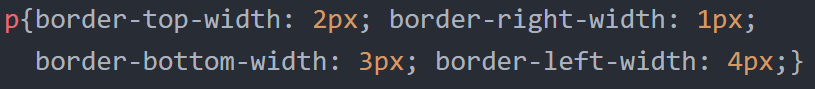 p{border-top-width: 2px; border-right-width: 1px;
border-bottom-width: 3px; border-left-width: 4px;}